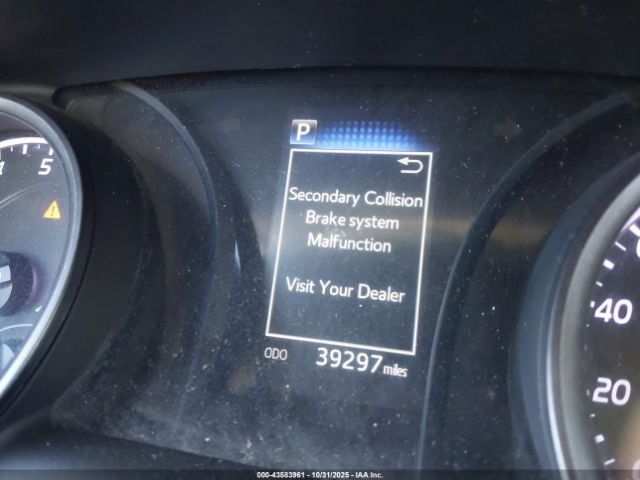 P
5
Secondary Collision
Brake system
Malfunction
Visit Your Dealer
ODO 39297 miles
40
20
000-43583961 - 10/31/2025 - IAA Inc.